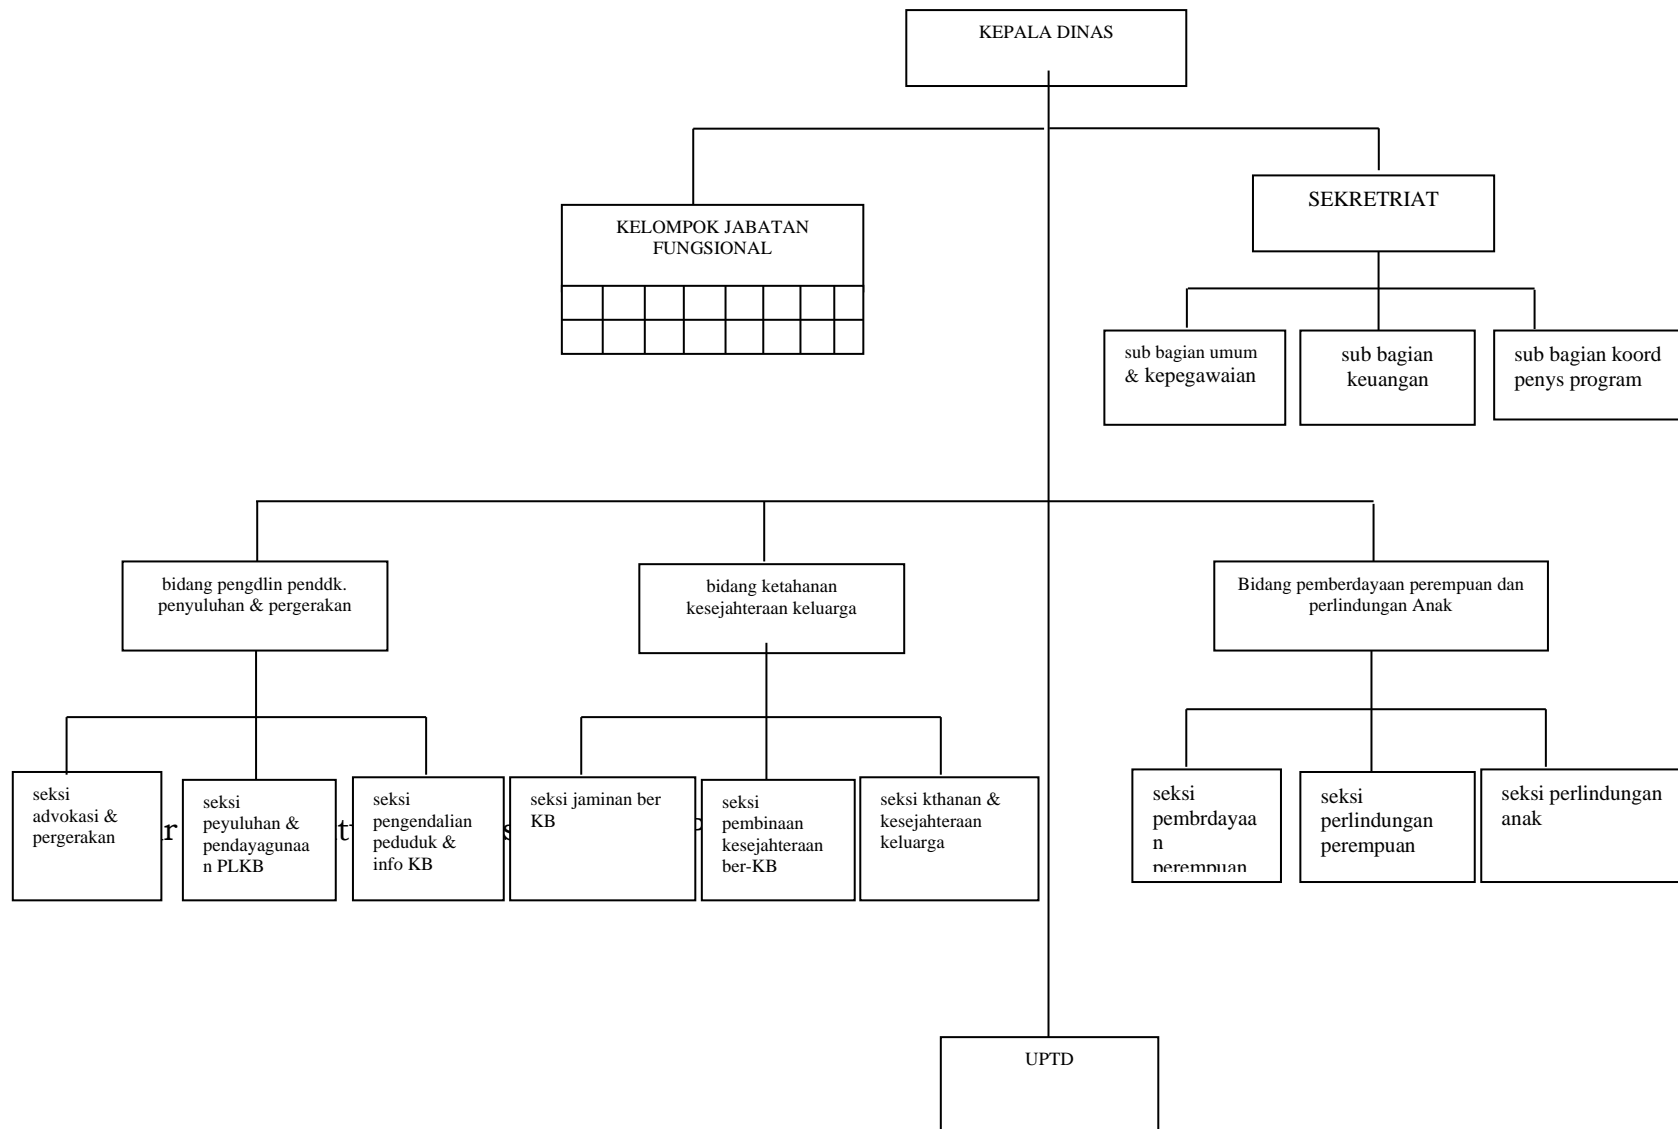 KEPALA DINAS
SEKRETRIAT
KELOMPOK JABATAN
FUNGSIONAL
sub bagian umum
& kepegawaian
sub bagian
keuangan
sub bagian koord
penys program
bidang pengdlin penddk.
penyuluhan & pergerakan
bidang ketahanan
kesejahteraan keluarga
Bidang pemberdayaan perempuan dan
perlindungan Anak
seksi
advokasi &
pergerakan
seksi
peyuluhan &
pendayagunaa
n PLKB
seksi
pengendalian
peduduk &
info KB
seksi jaminan ber
KB
seksi
pembinaan
kesejahteraan
ber-KB
seksi kthanan &
kesejahteraan
keluarga
seksi
pembrdayaa
n
perempuan
seksi
perlindungan
perempuan
seksi perlindungan
anak
UPTD